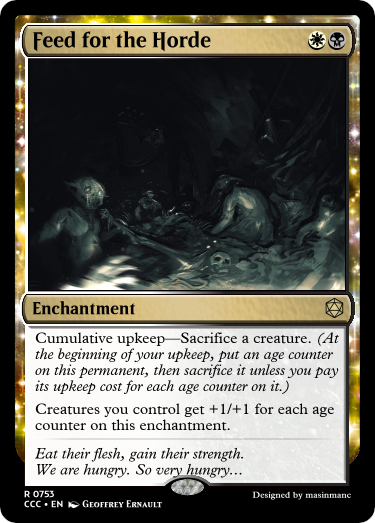 Feed for the Horde
Enchantment
Cumulative upkeep—Sacrifice a creature. (At
the beginning of your upkeep, put an age counter
on this permanent, then sacrifice it unless you pay
its upkeep cost for each age counter on it.)
Creatures you control get +1/+1 for each age
counter on this enchantment.
Eat their flesh, gain their strength.
We are hungry. So very hungry…
R 0753
CCC • EN Geoffrey Ernault
Designed by masinmanc